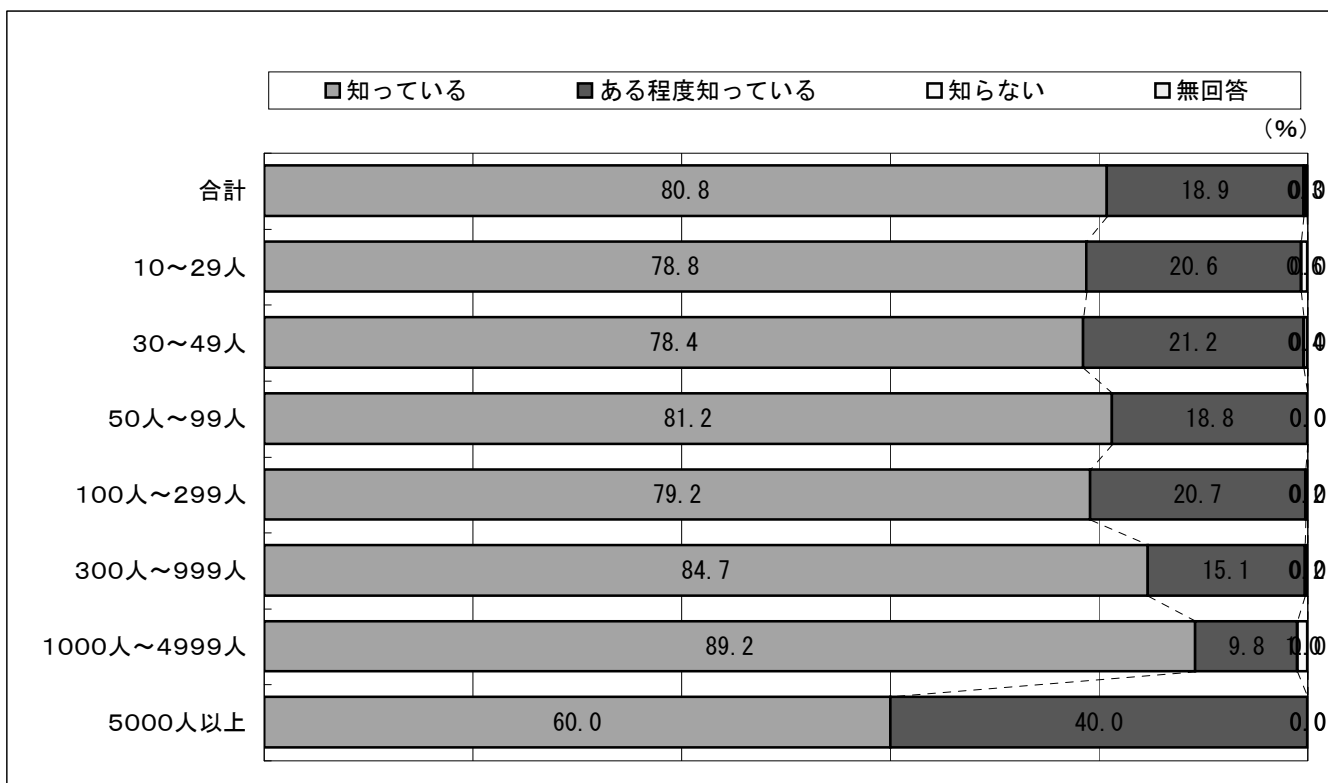 知っている ある程度知っている 知らない 無回答
(%)
合計 80.8 18.9
10～29人 78.8 20.6
30～49人 78.4 21.2
50人～99人 81.2 18.8 0.0
100人～299人 79.2 20.7
300人～999人 84.7 15.1
1000人～4999人 89.2 9.8
5000人以上 60.0 40.0 0.0